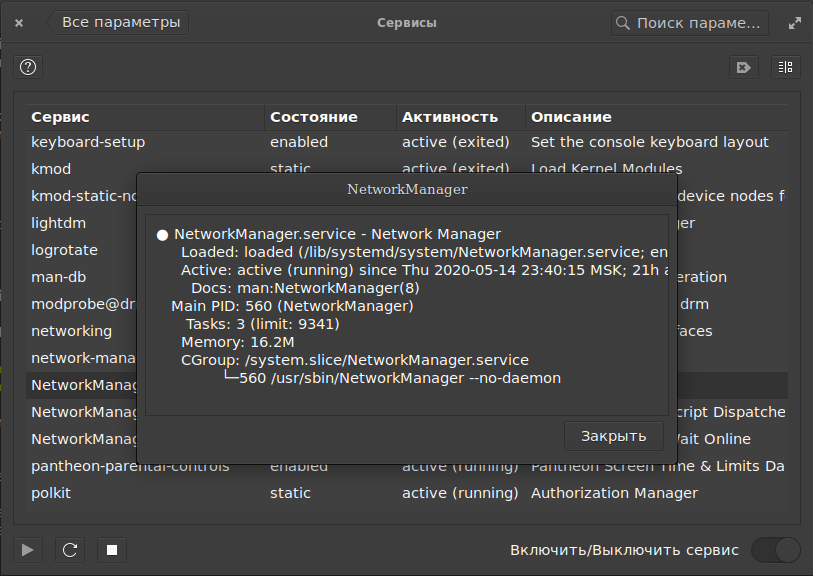 Все параметры
Сервисы
Поиск параме...
Сервис Состояние Активность Описание
keyboard-setup enabled active (exited) Set the console keyboard layout
kmod static active (exited) Load Kernel Modules
kmod-static-no device nodes f
lightdm ger
logrotate
man-db eration
modprobe@dr drm
networking faces
network-mana
NetworkManag
NetworkManag cript Dispatche
NetworkManag Wait Online
pantheon-parental-controls enabled active (running) Pantheon Screen Time & Limits Da
polkit static active (running) Authorization Manager
NetworkManager
● NetworkManager.service - Network Manager
Loaded: loaded (/lib/systemd/system/NetworkManager.service; en
Active: active (running) since Thu 2020-05-14 23:40:15 MSK; 21h a
Docs: man:NetworkManager(8)
Main PID: 560 (NetworkManager)
Tasks: 3 (limit: 9341)
Memory: 16.2M
CGroup: /system.slice/NetworkManager.service
└─560 /usr/sbin/NetworkManager --no-daemon
Закрыть
Включить/Выключить сервис